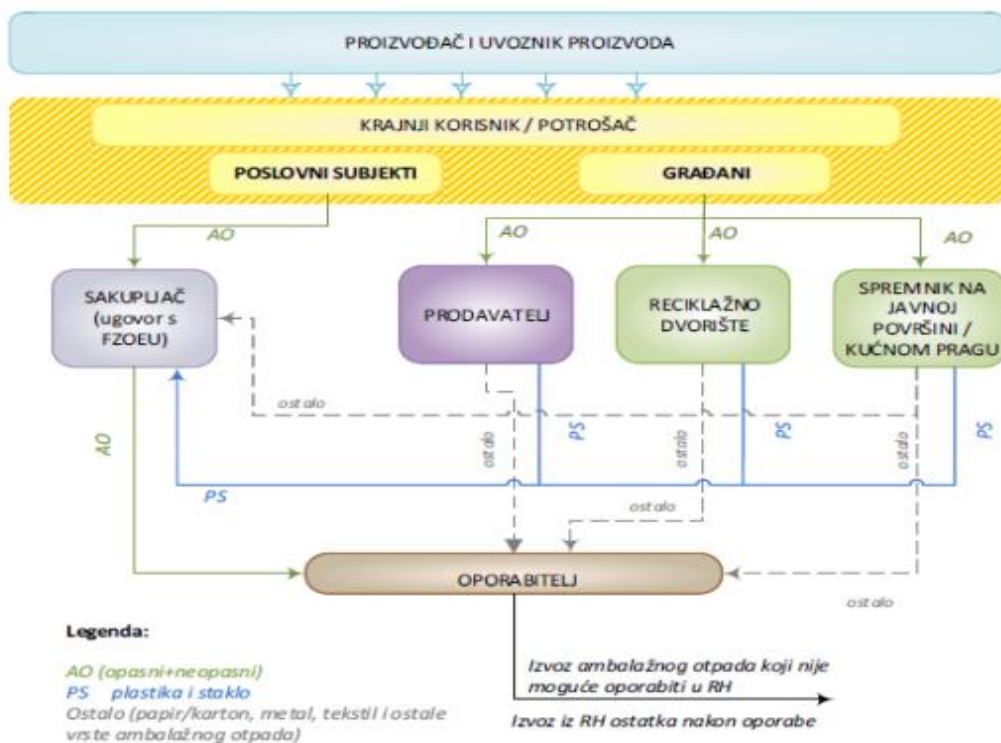 PROIZVOĐAČ I UVOZNIK PROIZVODA
KRAJNJI KORISNIK / POTROŠAČ
POSLOVNI SUBJEKTI
GRAĐANI
AO
AO
AO
AO
SAKUPLJAČ
(ugovor s
FZOEU)
PRODAVATELJ
RECIKLAŽNO
DVORIŠTE
SPREMNIK NA
JAVNOJ
POVRŠINI /
KUĆNOM PRAGU
ostalo
AO
ostalo
PS
ostalo
PS
ostalo
PS
PS
ostalo
OPORABITELJ
ostalo
Legenda:
AO (opasni+neopasni)
PS plastika i staklo
Ostalo (papir/karton, metal, tekstil i ostale
vrste ambalažnog otpada)
Izvoz ambalažnog otpada koji nije
moguće oporabiti u RH
Izvoz iz RH ostatka nakon oporabe